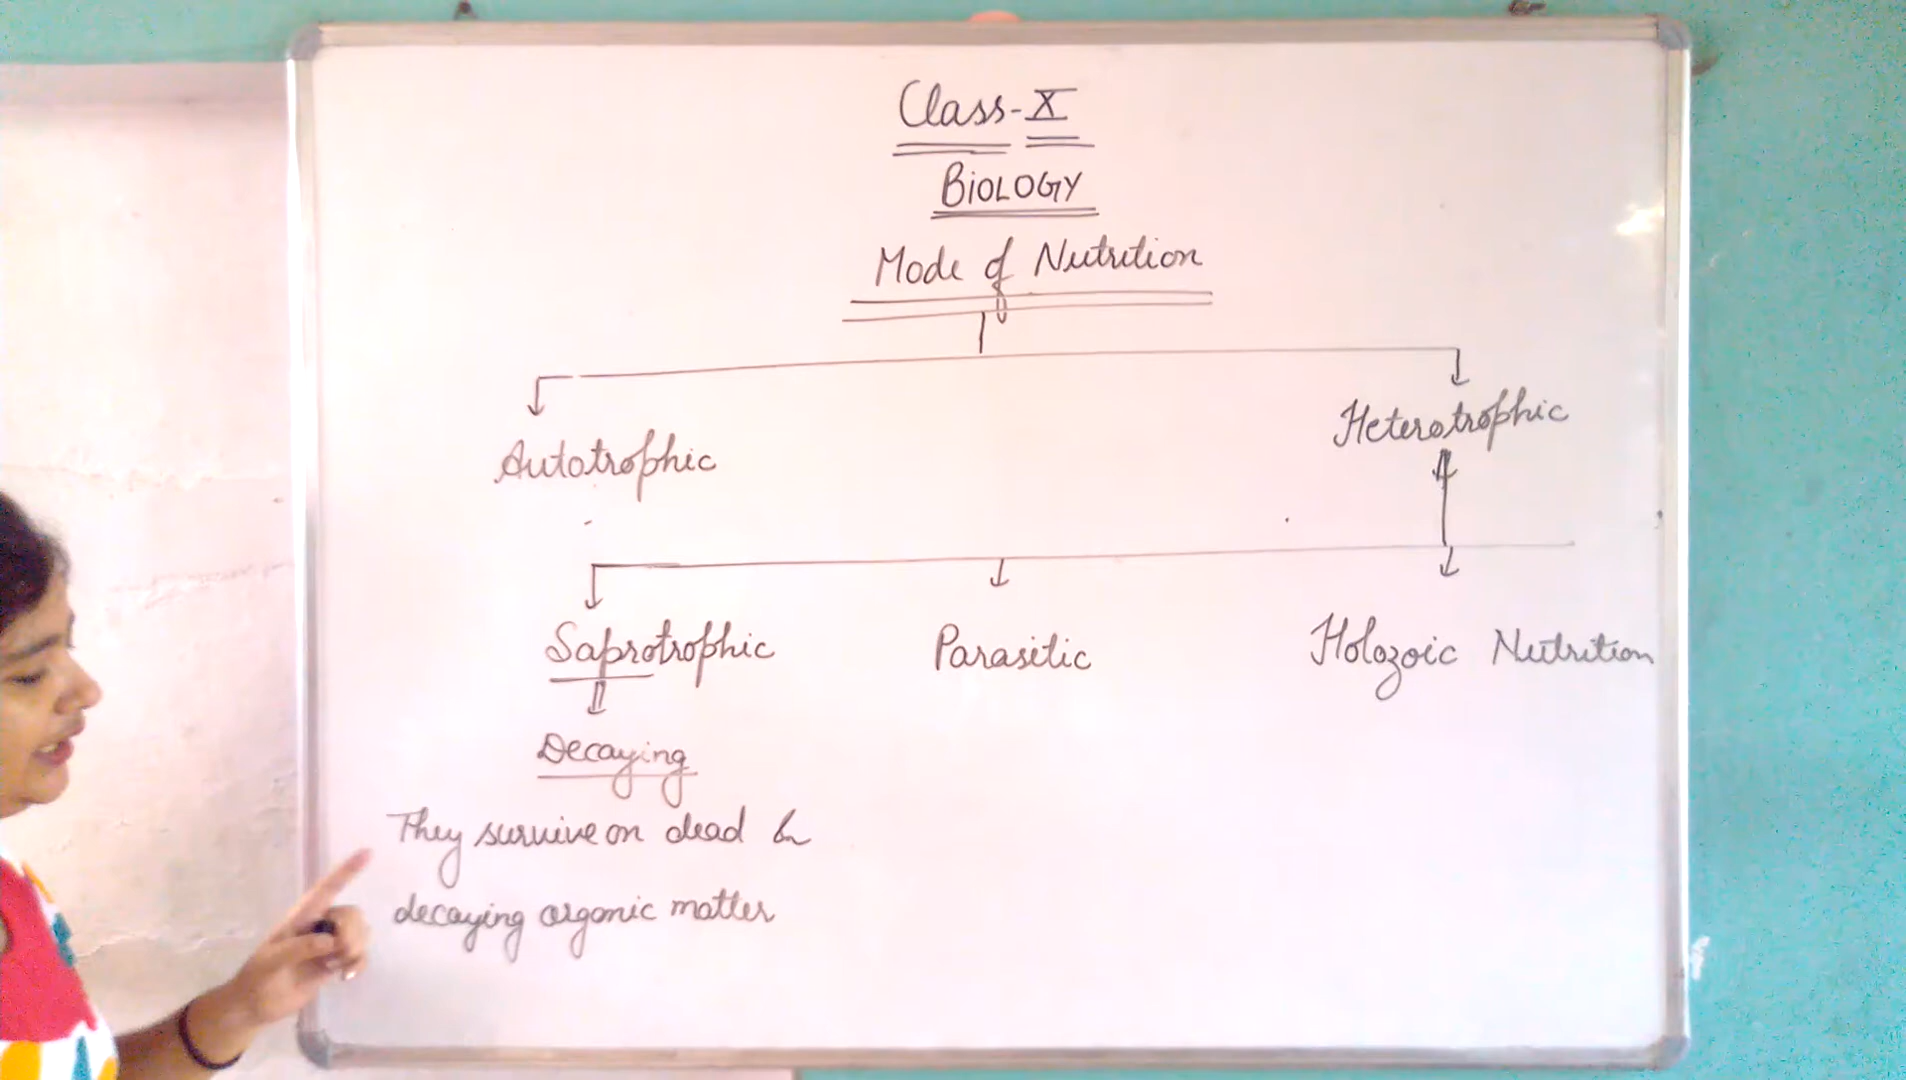 Class-X
BiOLOGY
Mode of Nutrition
Autotrophic
Heterotrophic
Saprotrophic
Parasitic
Holozoic Nutrition
Decaying
They survive on dead &
decaying organic matter